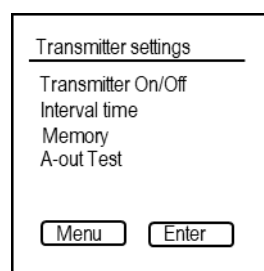 Transmitter settings
Transmitter On/Off
Interval time
Memory
A-out Test
Menu Enter